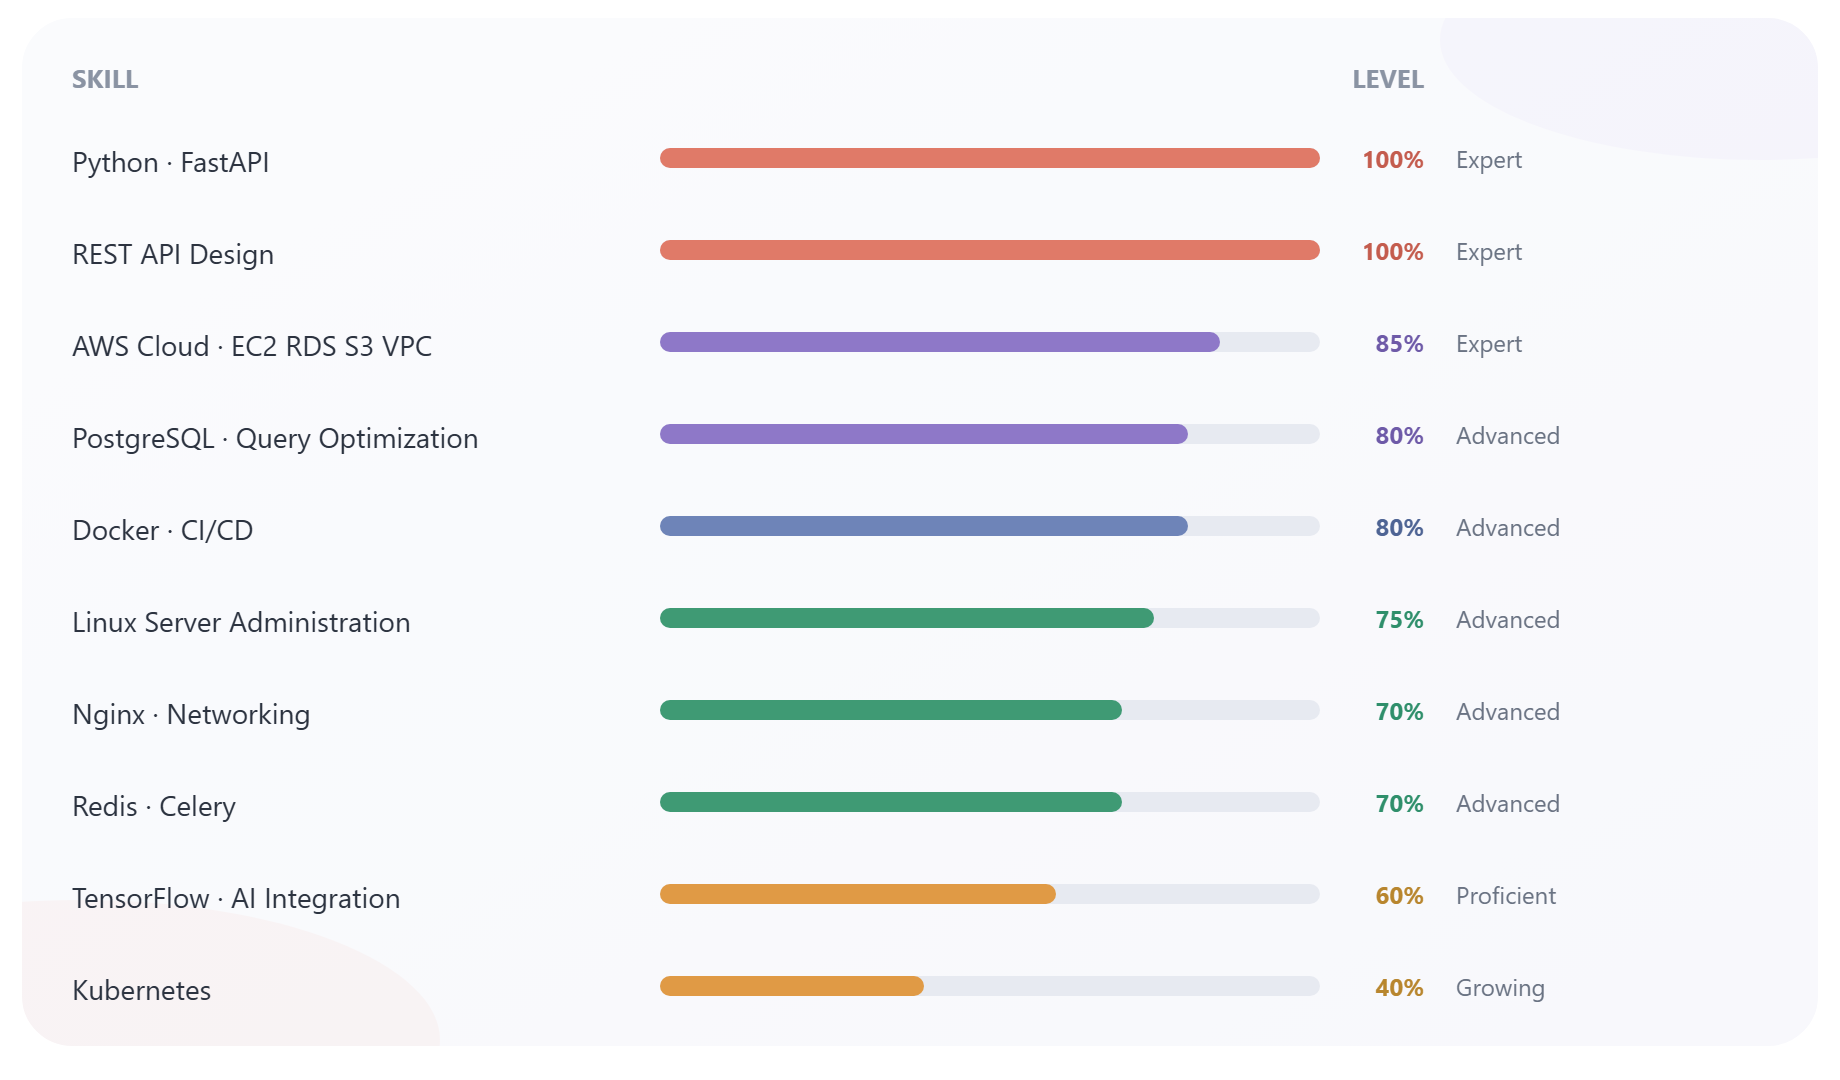 SKILL LEVEL
Python · FastAPI 100% Expert
REST API Design 100% Expert
AWS Cloud · EC2 RDS S3 VPC 85% Expert
PostgreSQL · Query Optimization 80% Advanced
Docker · CI/CD 80% Advanced
Linux Server Administration 75% Advanced
Nginx · Networking 70% Advanced
Redis · Celery 70% Advanced
TensorFlow · AI Integration 60% Proficient
Kubernetes 40% Growing